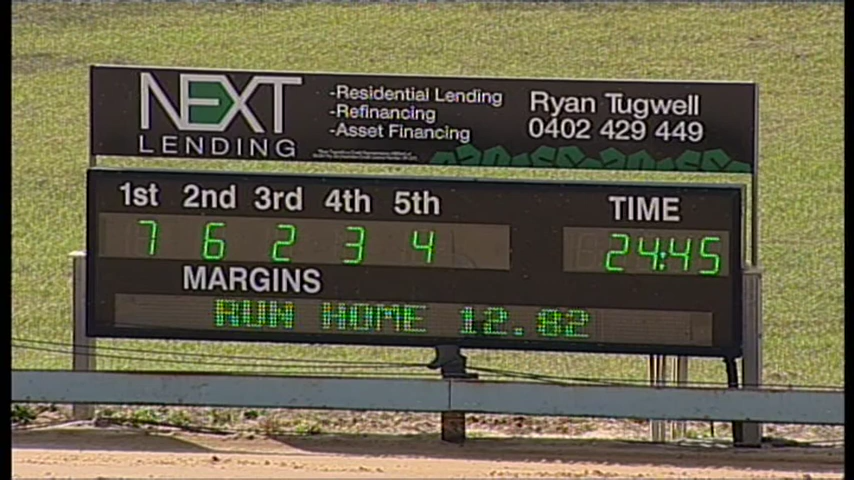 NEXT
LENDING
-Residential Lending
-Refinancing
-Asset Financing
Ryan Tugwell
0402 429 449
1st 2nd 3rd 4th 5th
TIME
7 6 2 3 4
24:45
MARGINS
RUN HOME 12.82